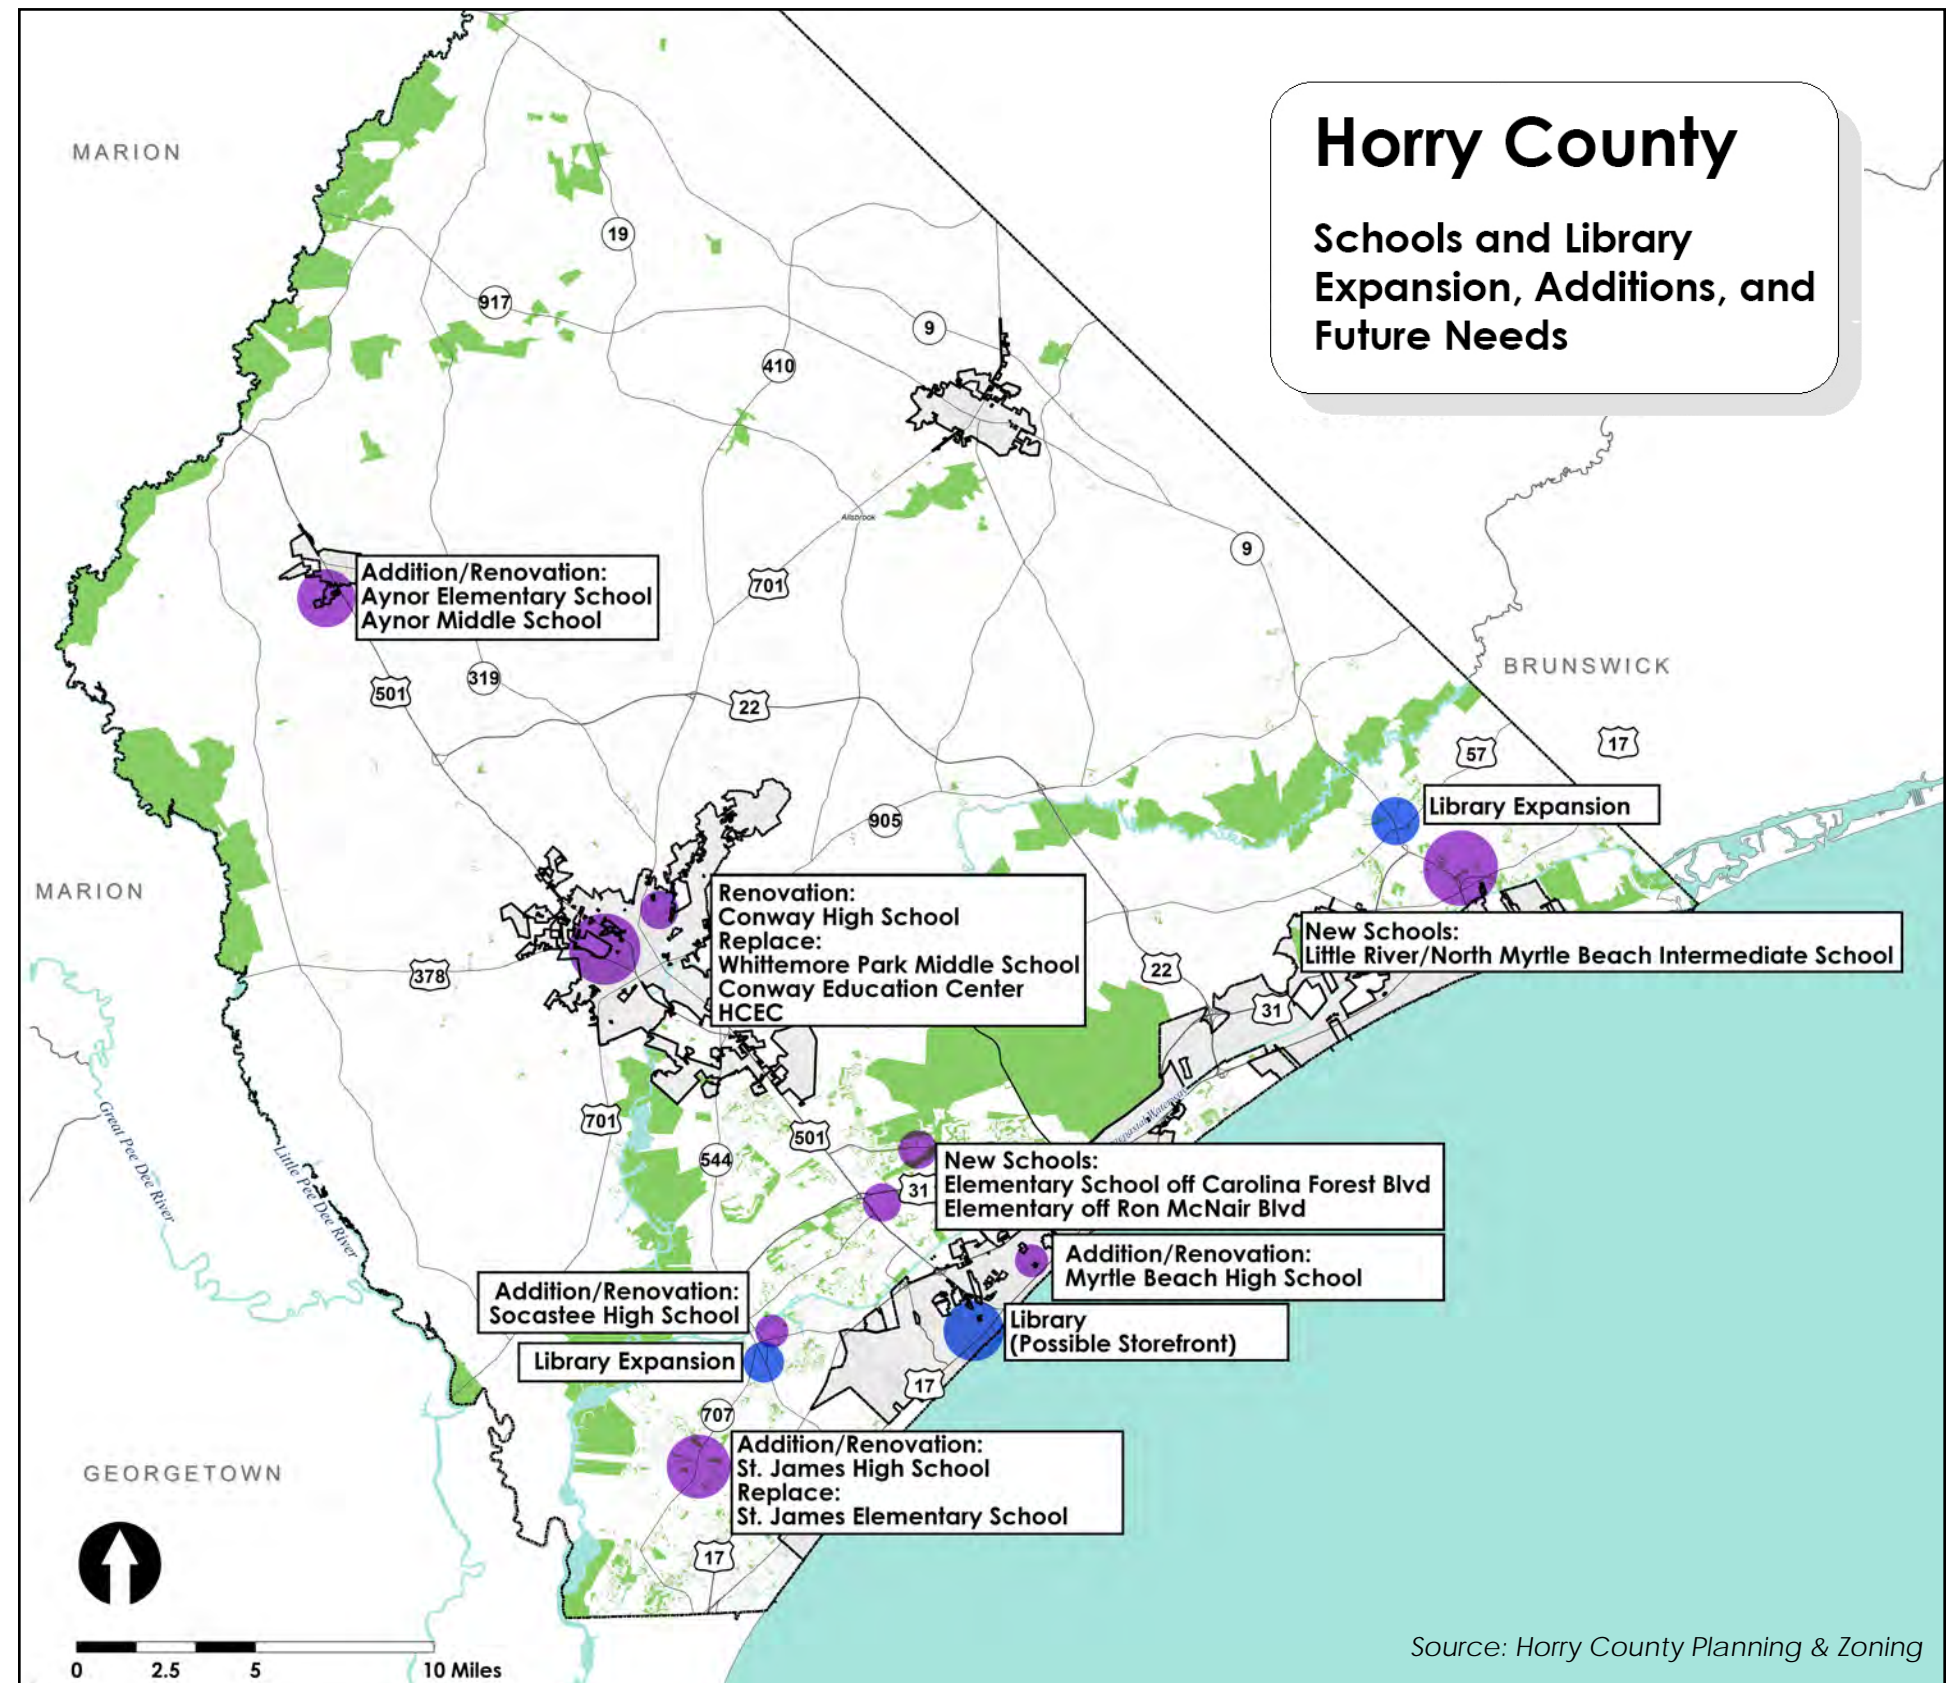 Horry County
Schools and Library
Expansion, Additions, and
Future Needs
MARION
19
917
9
410
Allsbrook
9
701
Addition/Renovation:
Aynor Elementary School
Aynor Middle School
319
501
22
BRUNSWICK
57
17
Library Expansion
905
MARION
Renovation:
Conway High School
Replace:
Whittemore Park Middle School
Conway Education Center
HCEC
New Schools:
Little River/North Myrtle Beach Intermediate School
378
22
31
Great Pee Dee River
Little Pee Dee River
701
501
544
31
New Schools:
Elementary School off Carolina Forest Blvd
Elementary off Ron McNair Blvd
Addition/Renovation:
Myrtle Beach High School
Addition/Renovation:
Socastee High School
Library
(Possible Storefront)
Library Expansion
17
707
Addition/Renovation:
St. James High School
Replace:
St. James Elementary School
GEORGETOWN
17
0 2.5 5 10 Miles
Source: Horry County Planning & Zoning